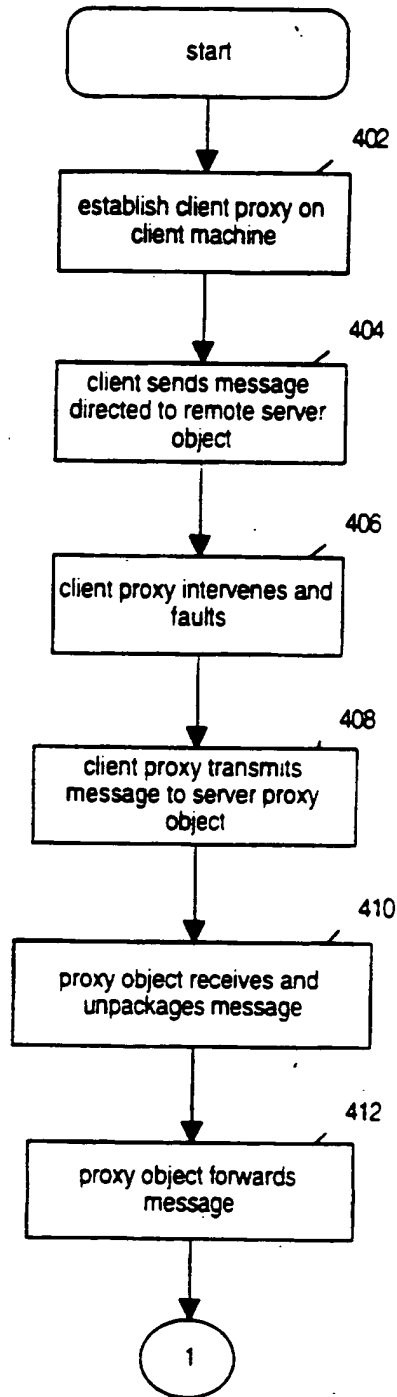 start
402
establish client proxy on
client machine
404
client sends message
directed to remote server
object
406
client proxy intervenes and
faults
408
client proxy transmits
message to server proxy
object
410
proxy object receives and
unpackages message
412
proxy object forwards
message
1